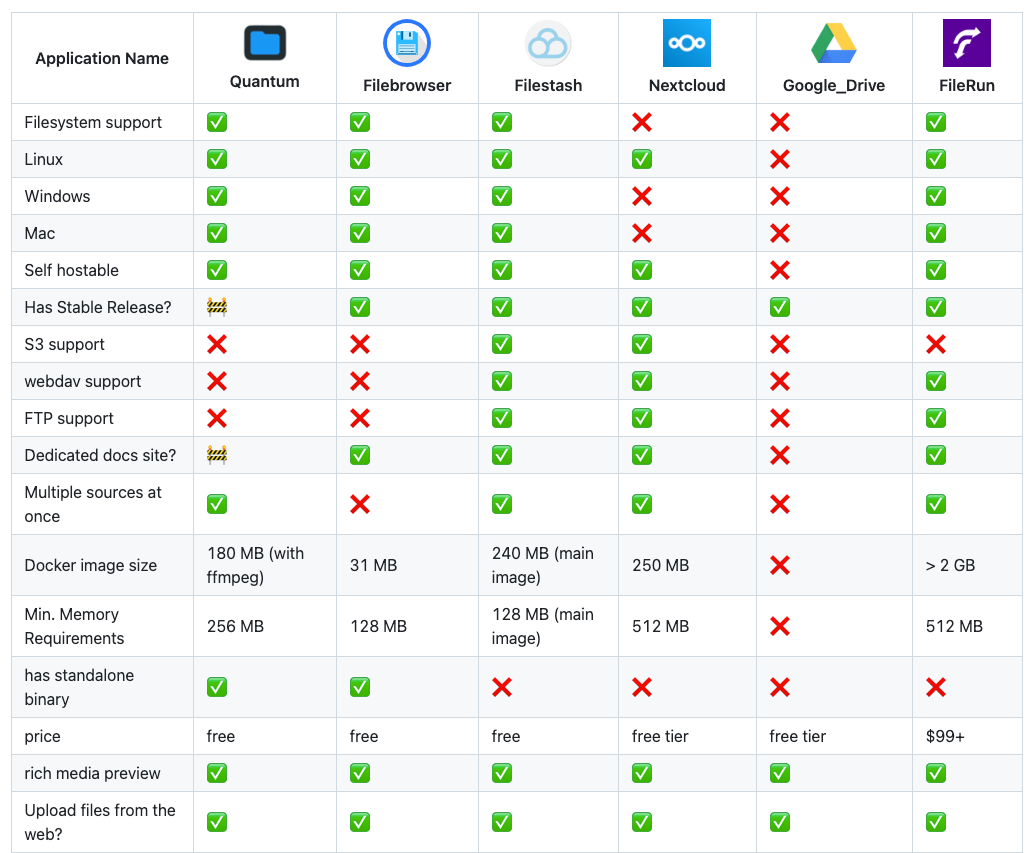 Application Name Quantum Filebrowser Filestash Nextcloud Google_Drive FileRun
Filesystem support ✅ ✅ ✅ ❌ ❌ ✅
Linux ✅ ✅ ✅ ✅ ❌ ✅
Windows ✅ ✅ ✅ ❌ ❌ ✅
Mac ✅ ✅ ✅ ❌ ❌ ✅
Self hostable ✅ ✅ ✅ ✅ ❌ ✅
Has Stable Release? 🚧 ✅ ✅ ✅ ✅ ✅
S3 support ❌ ❌ ✅ ✅ ❌ ❌
webdav support ❌ ❌ ✅ ✅ ❌ ✅
FTP support ❌ ❌ ✅ ✅ ❌ ✅
Dedicated docs site? 🚧 ✅ ✅ ✅ ❌ ✅
Multiple sources at
once ✅ ❌ ✅ ✅ ❌ ✅
Docker image size 180 MB (with
ffmpeg) 31 MB 240 MB (main
image) 250 MB ❌ > 2 GB
Min. Memory
Requirements 256 MB 128 MB 128 MB (main
image) 512 MB ❌ 512 MB
has standalone
binary ✅ ✅ ❌ ❌ ❌ ❌
price free free free free tier free tier $99+
rich media preview ✅ ✅ ✅ ✅ ✅ ✅
Upload files from the
web? ✅ ✅ ✅ ✅ ✅ ✅